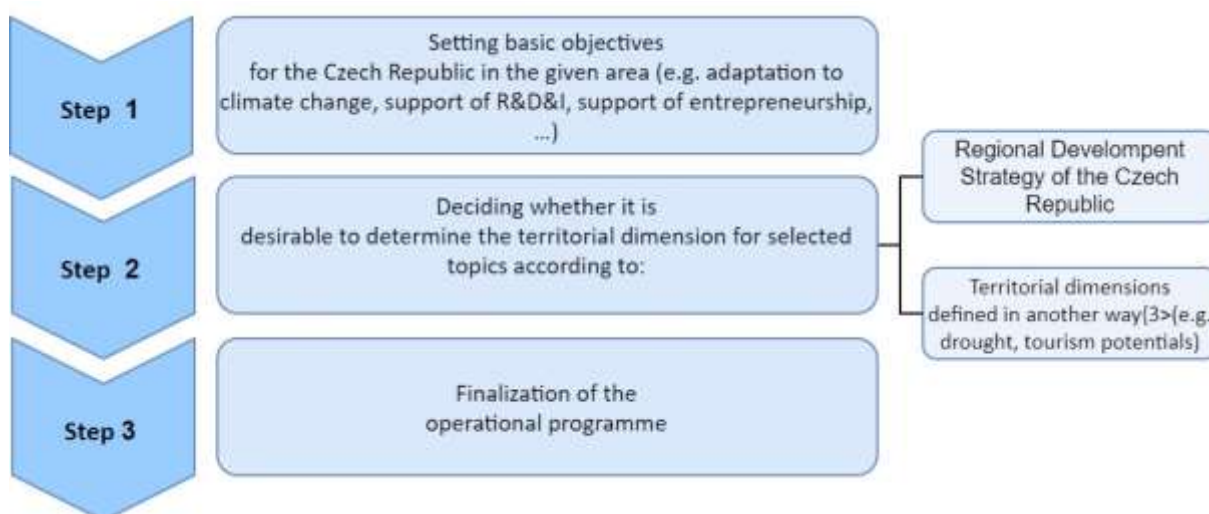 Step 1
Setting basic objectives
for the Czech Republic in the given area (e.g. adaptation to
climate change, support of R&D&I, support of entrepreneurship,
...)
Step 2
Deciding whether it is
desirable to determine the territorial dimension for selected
topics according to:
Regional Develompent
Strategy of the Czech
Republic
Territorial dimensions
defined in another way{3>(e.g.
drought, tourism potentials)
Step 3
Finalization of the
operational programme